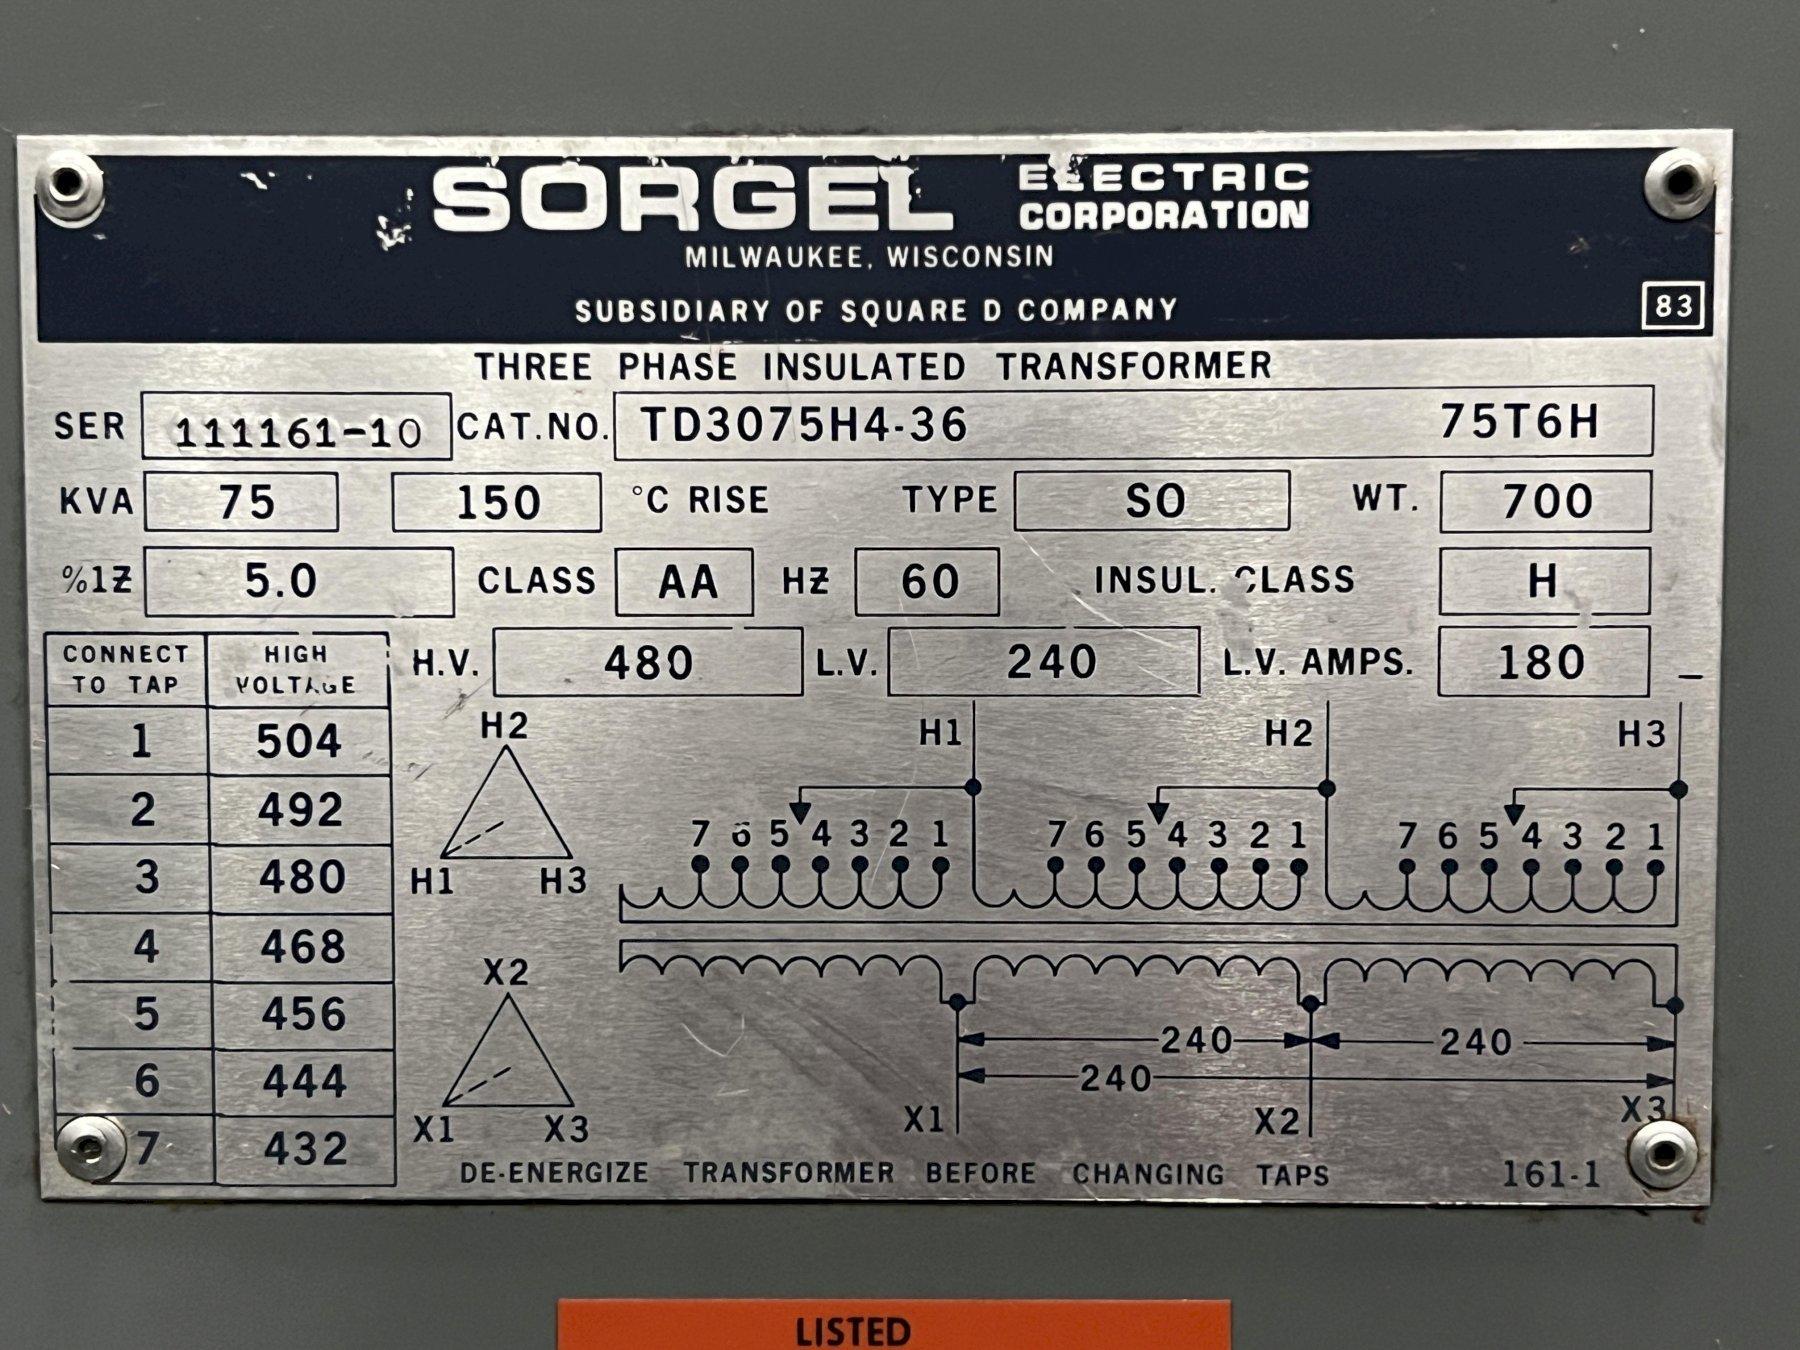 SORGEL ELECTRIC CORPORATION
MILWAUKEE, WISCONSIN
SUBSIDIARY OF SQUARE D COMPANY
83
THREE PHASE INSULATED TRANSFORMER
SER 111161-10 CAT.NO. TD3075H4-36 75T6H
KVA 75 150 °C RISE TYPE SO WT. 700
%1Z 5.0 CLASS AA HZ 60 INSUL. CLASS H
H.V. 480 L.V. 240 L.V. AMPS. 180
CONNECT TO TAP HIGH VOLTAGE
1 504
2 492
3 480
4 468
5 456
6 444
7 432
H2
H1 H3
X2
X1 X3
H1 H2 H3
7 6 5 4 3 2 1 7 6 5 4 3 2 1 7 6 5 4 3 2 1
240 240
240
X1 X2 X3
DE-ENERGIZE TRANSFORMER BEFORE CHANGING TAPS 161-1
LISTED